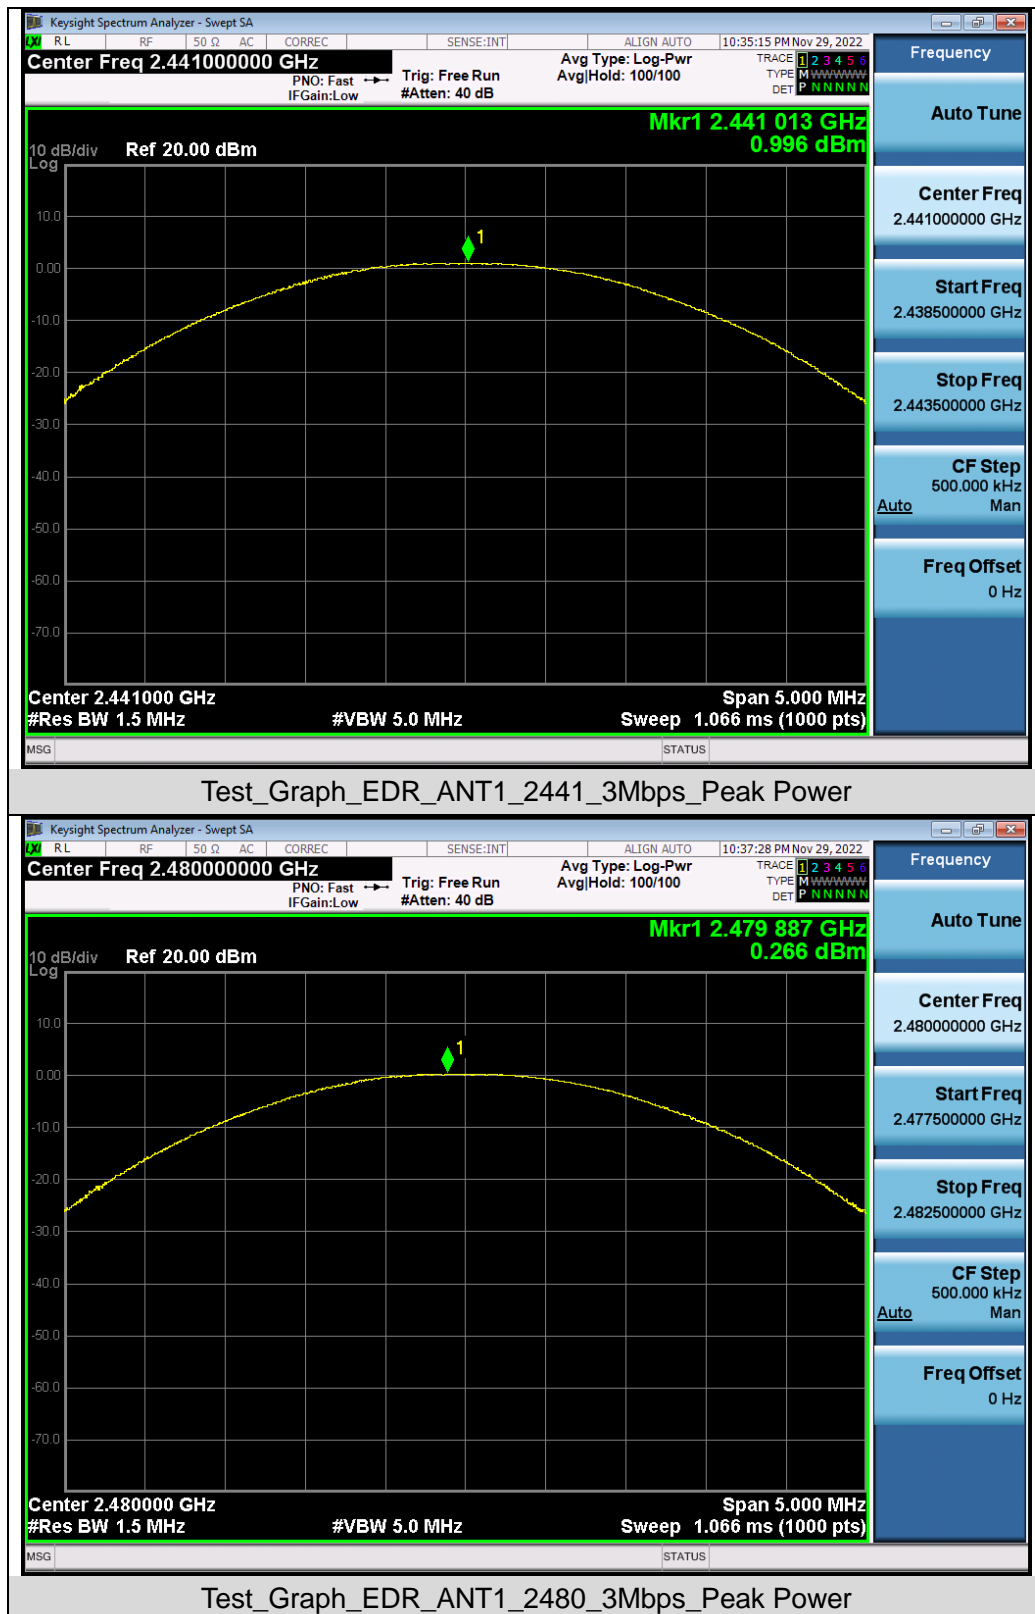 Keysight Spectrum Analyzer - Swept SA
LXI RL RF 50 Ω AC CORREC SENSE:INT ALIGN AUTO 10:35:15 PM Nov 29, 2022
Center Freq 2.441000000 GHz
PNO: Fast
IFGain:Low
Trig: Free Run
#Atten: 40 dB
Avg Type: Log-Pwr
Avg|Hold: 100/100
TRACE 1 2 3 4 5 6
TYPE M WWWWW
DET P N N N N N
Frequency
Auto Tune
Center Freq
2.441000000 GHz
Start Freq
2.438500000 GHz
Stop Freq
2.443500000 GHz
CF Step
500.000 kHz
Auto Man
Freq Offset
0 Hz
Mkr1 2.441 013 GHz
0.996 dBm
10 dB/div Ref 20.00 dBm
Log
10.0
1
0.00
-10.0
-20.0
-30.0
-40.0
-50.0
-60.0
-70.0
Center 2.441000 GHz Span 5.000 MHz
#Res BW 1.5 MHz #VBW 5.0 MHz Sweep 1.066 ms (1000 pts)
MSG STATUS
Test_Graph_EDR_ANT1_2441_3Mbps_Peak Power
Keysight Spectrum Analyzer - Swept SA
LXI RL RF 50 Ω AC CORREC SENSE:INT ALIGN AUTO 10:37:28 PM Nov 29, 2022
Center Freq 2.480000000 GHz
PNO: Fast
IFGain:Low
Trig: Free Run
#Atten: 40 dB
Avg Type: Log-Pwr
Avg|Hold: 100/100
TRACE 1 2 3 4 5 6
TYPE M WWWWW
DET P N N N N N
Frequency
Auto Tune
Center Freq
2.480000000 GHz
Start Freq
2.477500000 GHz
Stop Freq
2.482500000 GHz
CF Step
500.000 kHz
Auto Man
Freq Offset
0 Hz
Mkr1 2.479 887 GHz
0.266 dBm
10 dB/div Ref 20.00 dBm
Log
10.0
1
0.00
-10.0
-20.0
-30.0
-40.0
-50.0
-60.0
-70.0
Center 2.480000 GHz Span 5.000 MHz
#Res BW 1.5 MHz #VBW 5.0 MHz Sweep 1.066 ms (1000 pts)
MSG STATUS
Test_Graph_EDR_ANT1_2480_3Mbps_Peak Power